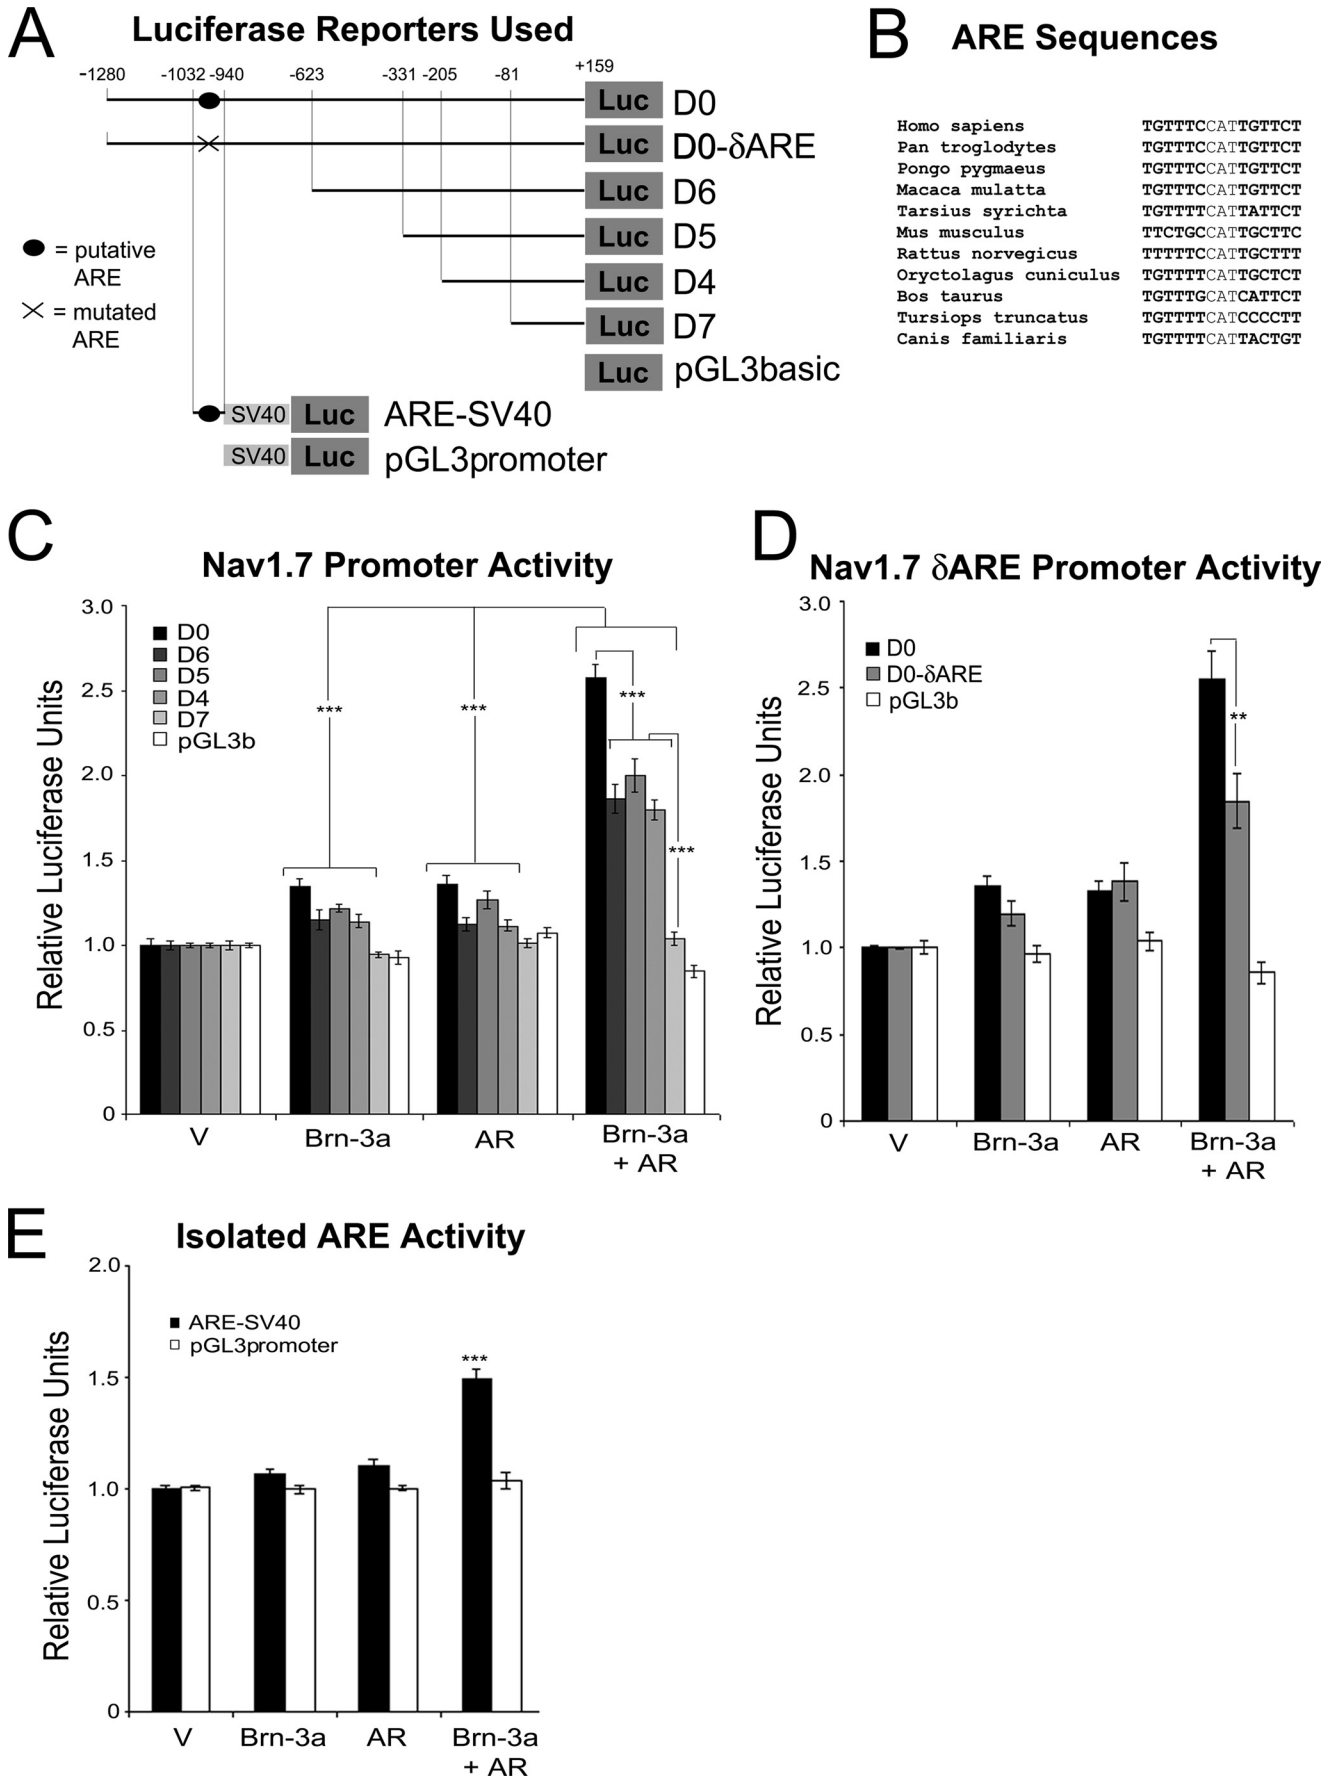 A
Luciferase Reporters Used
-1280 -1032 -940 -623 -331 -205 -81 +159
Luc D0
Luc D0-δARE
Luc D6
Luc D5
Luc D4
Luc D7
Luc pGL3basic
= putative
ARE
= mutated
ARE
SV40 Luc ARE-SV40
SV40 Luc pGL3promoter
B
ARE Sequences
Homo sapiens TGTTTCCATTGTTCT
Pan troglodytes TGTTTCCATTGTTCT
Pongo pygmaeus TGTTTCCATTGTTCT
Macaca mulatta TGTTTCCATTGTTCT
Tarsius syrichta TGTTTTCATTATTCT
Mus musculus TTCTGCCATTGCTTC
Rattus norvegicus TTTTTCCATTGCTTT
Oryctolagus cuniculus TGTTTTCATTGCTCT
Bos taurus TGTTTGCATCATTCT
Tursiops truncatus TGTTTTCATCCCCTT
Canis familiaris TGTTTTCATTACTGT
C
Nav1.7 Promoter Activity
Relative Luciferase Units
3.0
2.5
2.0
1.5
1.0
0.5
0
D0
D6
D5
D4
D7
pGL3b
***
***
***
***
V
Brn-3a
AR
Brn-3a
+ AR
D
Nav1.7 δARE Promoter Activity
Relative Luciferase Units
3.0
2.5
2.0
1.5
1.0
0.5
0
D0
D0-δARE
pGL3b
**
V
Brn-3a
AR
Brn-3a
+ AR
E
Isolated ARE Activity
Relative Luciferase Units
2.0
1.5
1.0
0.5
0
ARE-SV40
pGL3promoter
***
V
Brn-3a
AR
Brn-3a
+ AR